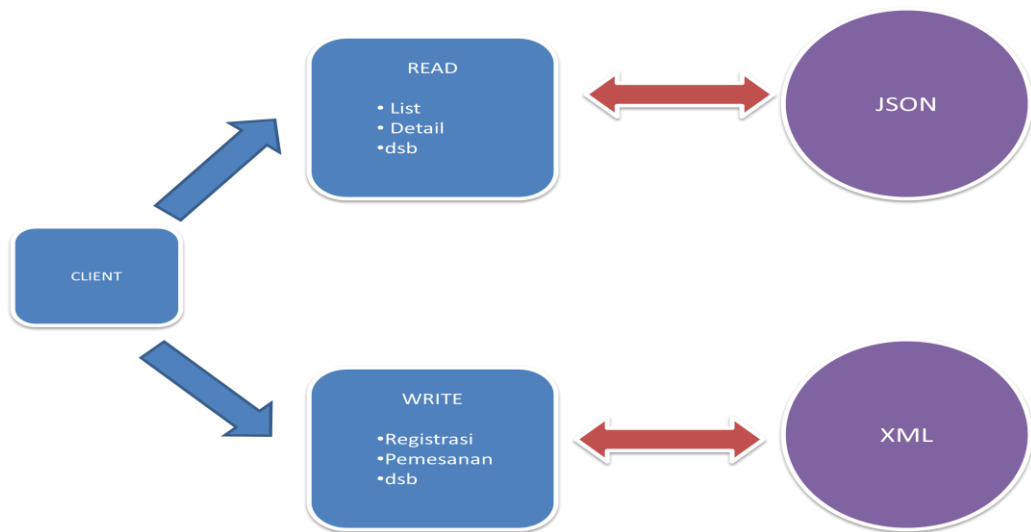 READ
• List
• Detail
•dsb
JSON
CLIENT
WRITE
•Registrasi
•Pemesanan
•dsb
XML